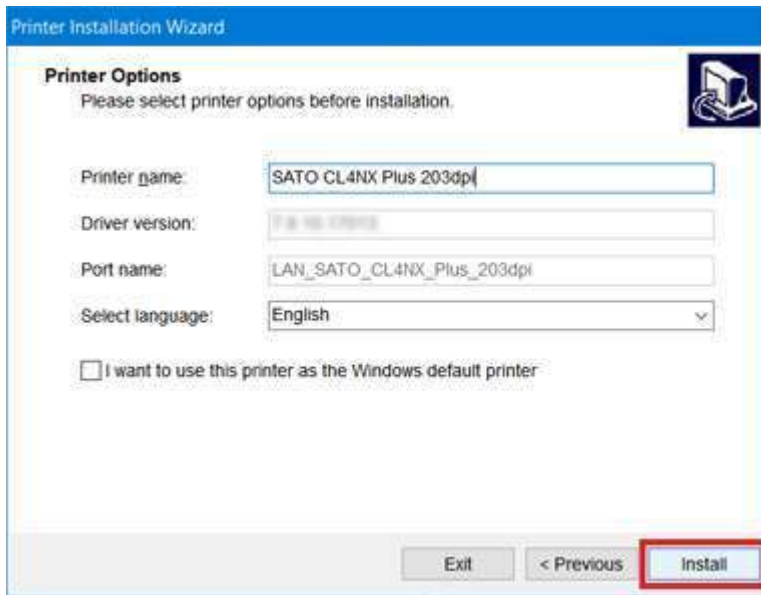 Printer Installation Wizard
Printer Options
Please select printer options before installation.
Printer name: SATO CL4NX Plus 203dpi
Driver version:
Port name: LAN_SATO_CL4NX_Plus_203dpi
Select language: English
I want to use this printer as the Windows default printer
Exit < Previous Install